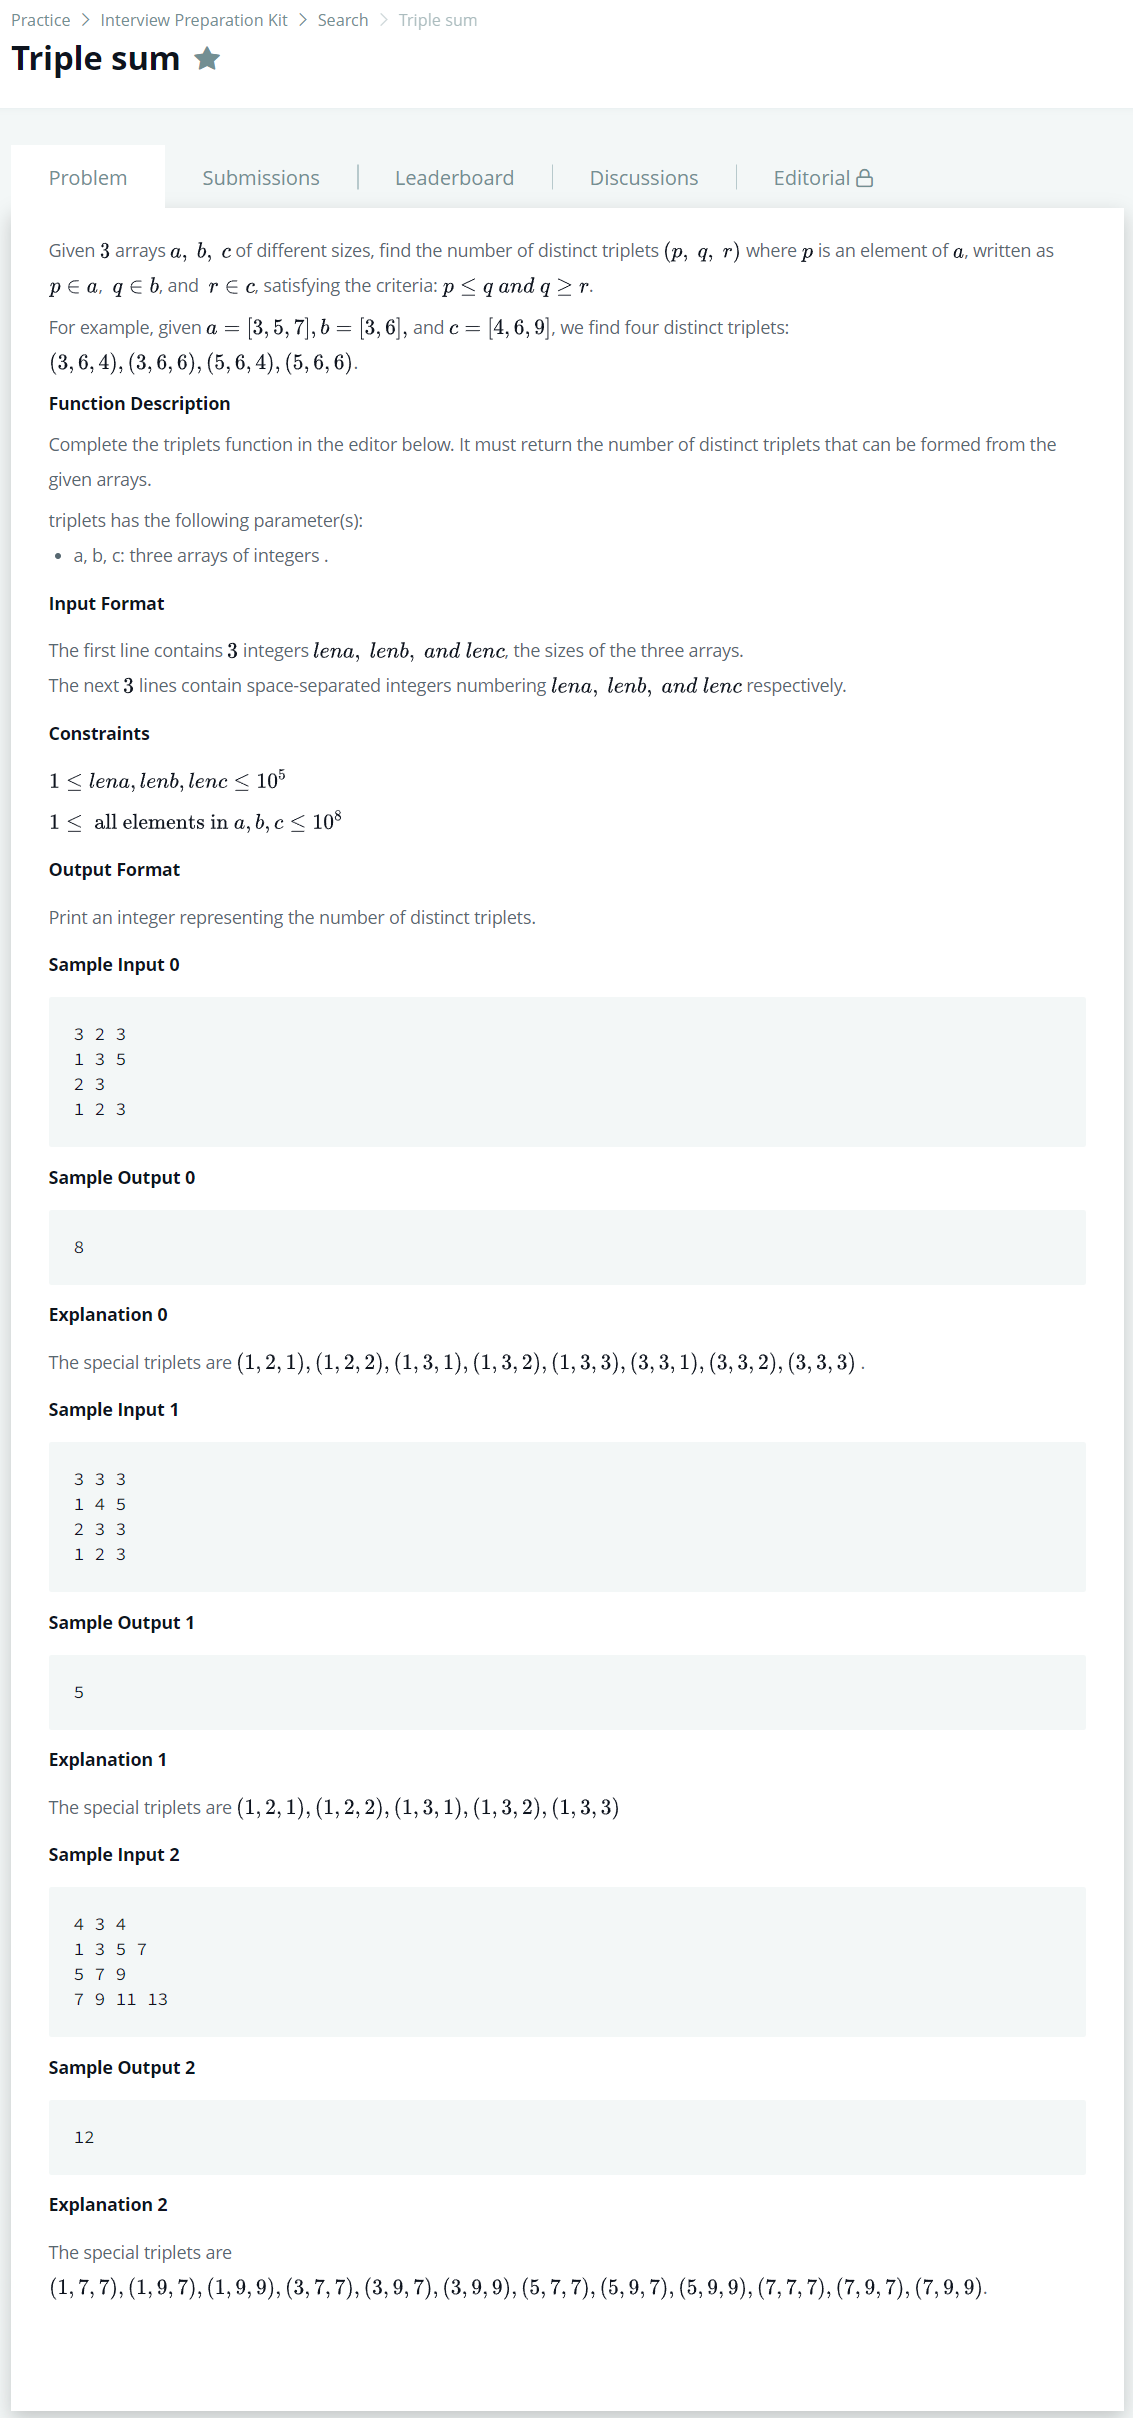 Practice > Interview Preparation Kit > Search > Triple sum
Triple sum
Problem
Submissions
Leaderboard
Discussions
Editorial
Given 3 arrays a, b, c of different sizes, find the number of distinct triplets (p, q, r) where p is an element of a, written as
p ∈ a, q ∈ b, and r ∈ c, satisfying the criteria: p ≤ q and q ≥ r.
For example, given a = [3, 5, 7], b = [3, 6], and c = [4, 6, 9], we find four distinct triplets:
(3, 6, 4), (3, 6, 6), (5, 6, 4), (5, 6, 6).
Function Description
Complete the triplets function in the editor below. It must return the number of distinct triplets that can be formed from the
given arrays.
triplets has the following parameter(s):
• a, b, c: three arrays of integers .
Input Format
The first line contains 3 integers lena, lenb, and lenc, the sizes of the three arrays.
The next 3 lines contain space-separated integers numbering lena, lenb, and lenc respectively.
Constraints
1 ≤ lena, lenb, lenc ≤ 10⁵
1 ≤ all elements in a, b, c ≤ 10⁸
Output Format
Print an integer representing the number of distinct triplets.
Sample Input 0
3 2 3
1 3 5
2 3
1 2 3
Sample Output 0
8
Explanation 0
The special triplets are (1, 2, 1), (1, 2, 2), (1, 3, 1), (1, 3, 2), (1, 3, 3), (3, 3, 1), (3, 3, 2), (3, 3, 3) .
Sample Input 1
3 3 3
1 4 5
2 3 3
1 2 3
Sample Output 1
5
Explanation 1
The special triplets are (1, 2, 1), (1, 2, 2), (1, 3, 1), (1, 3, 2), (1, 3, 3)
Sample Input 2
4 3 4
1 3 5 7
5 7 9
7 9 11 13
Sample Output 2
12
Explanation 2
The special triplets are
(1, 7, 7), (1, 9, 7), (1, 9, 9), (3, 7, 7), (3, 9, 7), (3, 9, 9), (5, 7, 7), (5, 9, 7), (5, 9, 9), (7, 7, 7), (7, 9, 7), (7, 9, 9).